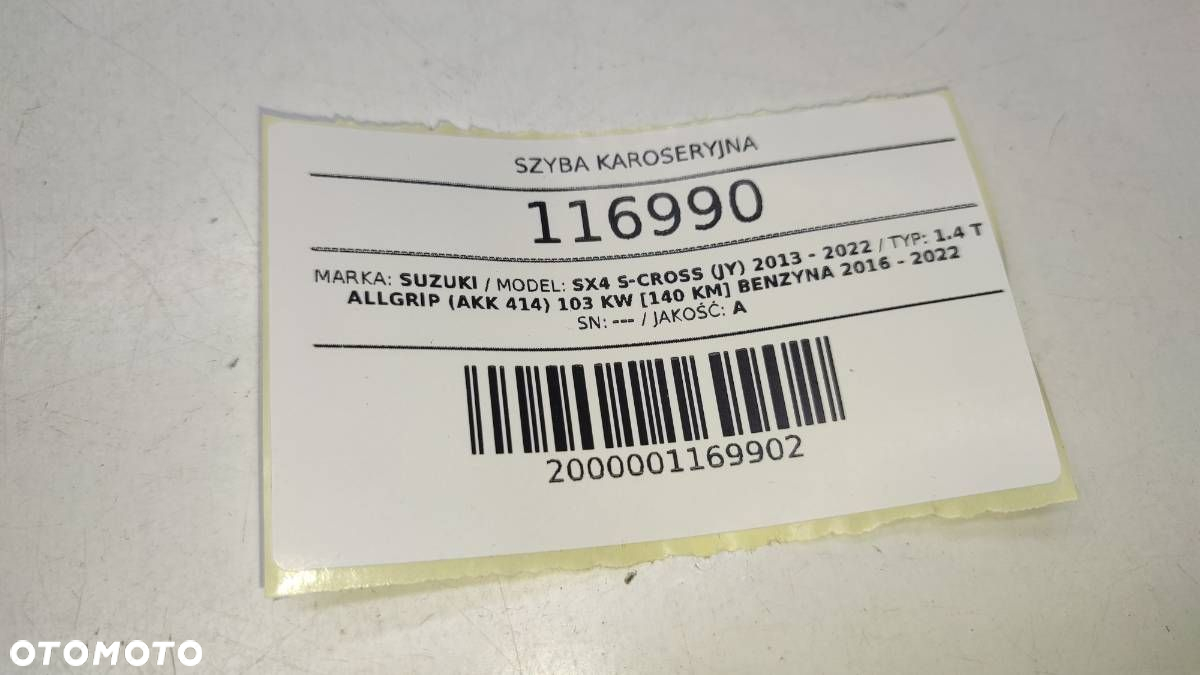 SZYBA KAROSERYJNA
116990
MARKA: SUZUKI / MODEL: SX4 S-CROSS (JY) 2013 - 2022 / TYP: 1.4 T
ALLGRIP (AKK 414) 103 KW [140 KM] BENZYNA 2016 - 2022
SN: --- / JAKOŚĆ: A
2000001169902
OTOMOTO